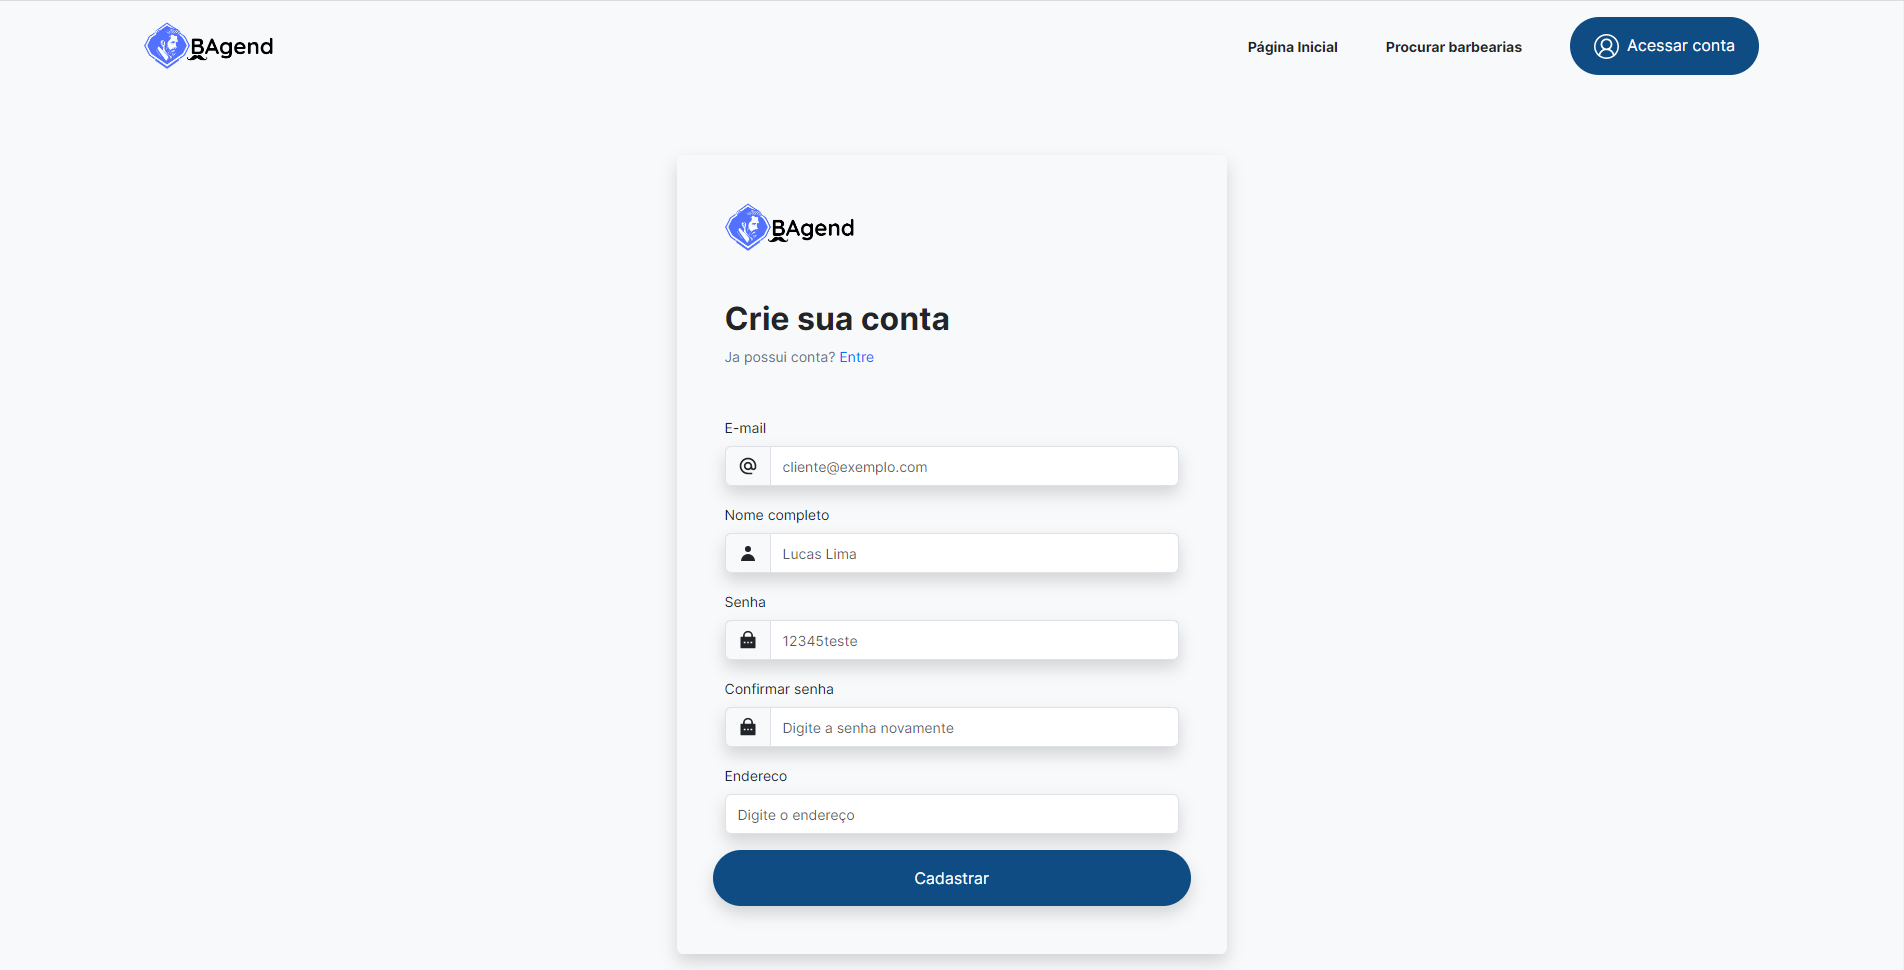 BAgend
Página Inicial
Procurar barbearias
Acessar conta
BAgend
Crie sua conta
Ja possui conta? Entre
E-mail
cliente@exemplo.com
Nome completo
Lucas Lima
Senha
12345teste
Confirmar senha
Digite a senha novamente
Endereco
Digite o endereço
Cadastrar